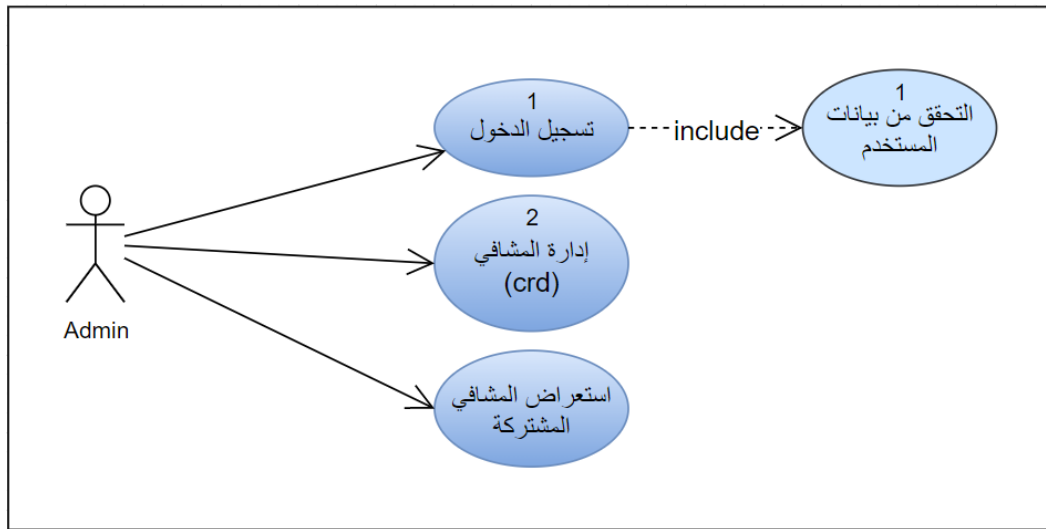 1
تسجيل الدخول
include
1
التحقق من بيانات
المستخدم
2
إدارة المشافي
(crd)
Admin
استعراض المشافي
المشتركة